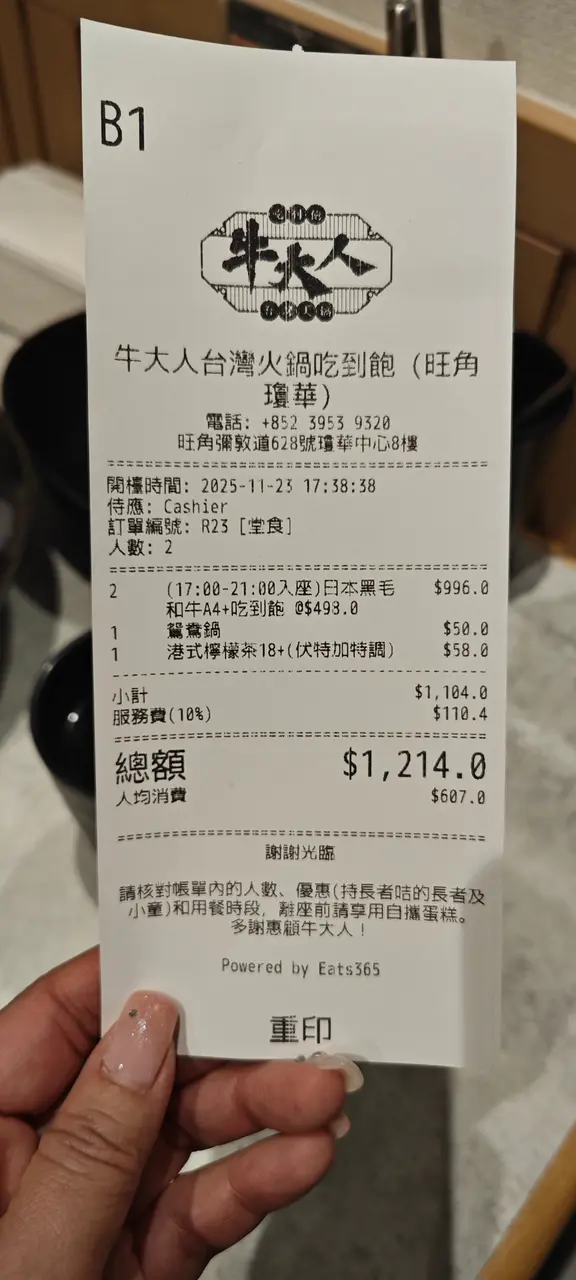 B1
吃到飽
牛大人
台灣火鍋
牛大人台灣火鍋吃到飽 (旺角
瓊華)
電話: +852 3953 9320
旺角彌敦道628號瓊華中心8樓
開檯時間: 2025-11-23 17:38:38
侍應: Cashier
訂單編號: R23 [堂食]
人數: 2
2 (17:00-21:00入座)日本黑毛 $996.0
和牛A4+吃到飽 @$498.0
1 鴛鴦鍋 $50.0
1 港式檸檬茶18+(伏特加特調) $58.0
小計 $1,104.0
服務費(10%) $110.4
總額 $1,214.0
人均消費 $607.0
謝謝光臨
請核對帳單內的人數、優惠(持長者咭的長者及
小童)和用餐時段, 離座前請享用自攜蛋糕。
多謝惠顧牛大人!
Powered by Eats365
重印